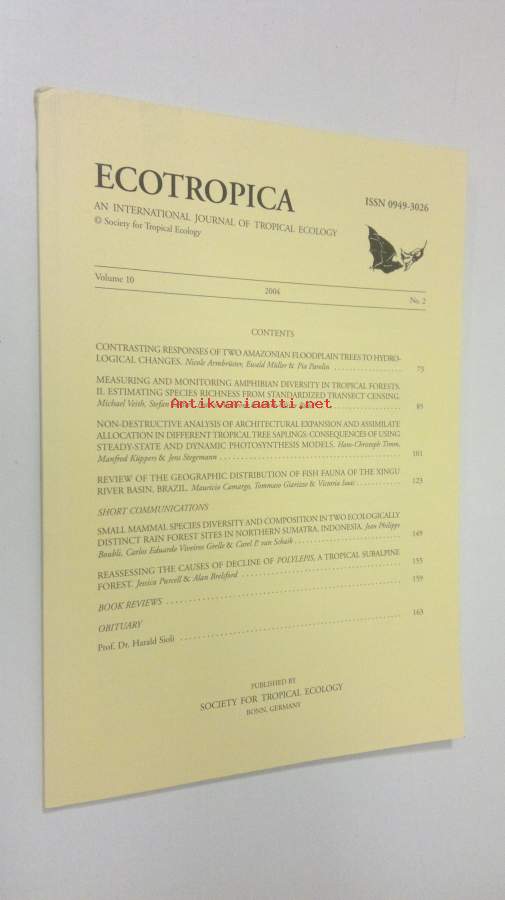 ECOTROPICA
ISSN 0949-3026
AN INTERNATIONAL JOURNAL OF TROPICAL ECOLOGY
© Society for Tropical Ecology
Volume 10 2004 No. 2
CONTENTS
CONTRASTING RESPONSES OF TWO AMAZONIAN FLOODPLAIN TREES TO HYDRO-
LOGICAL CHANGES. Nicole Armbrüster, Ewald Müller & Pia Parolin 75
MEASURING AND MONITORING AMPHIBIAN DIVERSITY IN TROPICAL FORESTS.
II. ESTIMATING SPECIES RICHNESS FROM STANDARDIZED TRANSECT CENSING.
Michael Veith, Stefan 85
Antikvariaatti.net
NON-DESTRUCTIVE ANALYSIS OF ARCHITECTURAL EXPANSION AND ASSIMILATE
ALLOCATION IN DIFFERENT TROPICAL TREE SAPLINGS: CONSEQUENCES OF USING
STEADY-STATE AND DYNAMIC PHOTOSYNTHESIS MODELS. Hans-Christoph Timm,
Manfred Küppers & Jens Stegemann 101
REVIEW OF THE GEOGRAPHIC DISTRIBUTION OF FISH FAUNA OF THE XINGU
RIVER BASIN, BRAZIL. Mauricio Camargo, Tommaso Giarizzo & Victoria Isaac 123
SHORT COMMUNICATIONS
SMALL MAMMAL SPECIES DIVERSITY AND COMPOSITION IN TWO ECOLOGICALLY
DISTINCT RAIN FOREST SITES IN NORTHERN SUMATRA, INDONESIA. Jean Philippe
Boubli, Carlos Eduardo Viveiros Grelle & Carel P. van Schaik 149
REASSESSING THE CAUSES OF DECLINE OF POLYLEPIS, A TROPICAL SUBALPINE
FOREST. Jessica Purcell & Alan Brelsford 155
BOOK REVIEWS 159
OBITUARY
Prof. Dr. Harald Sioli 163
PUBLISHED BY
SOCIETY FOR TROPICAL ECOLOGY
BONN, GERMANY